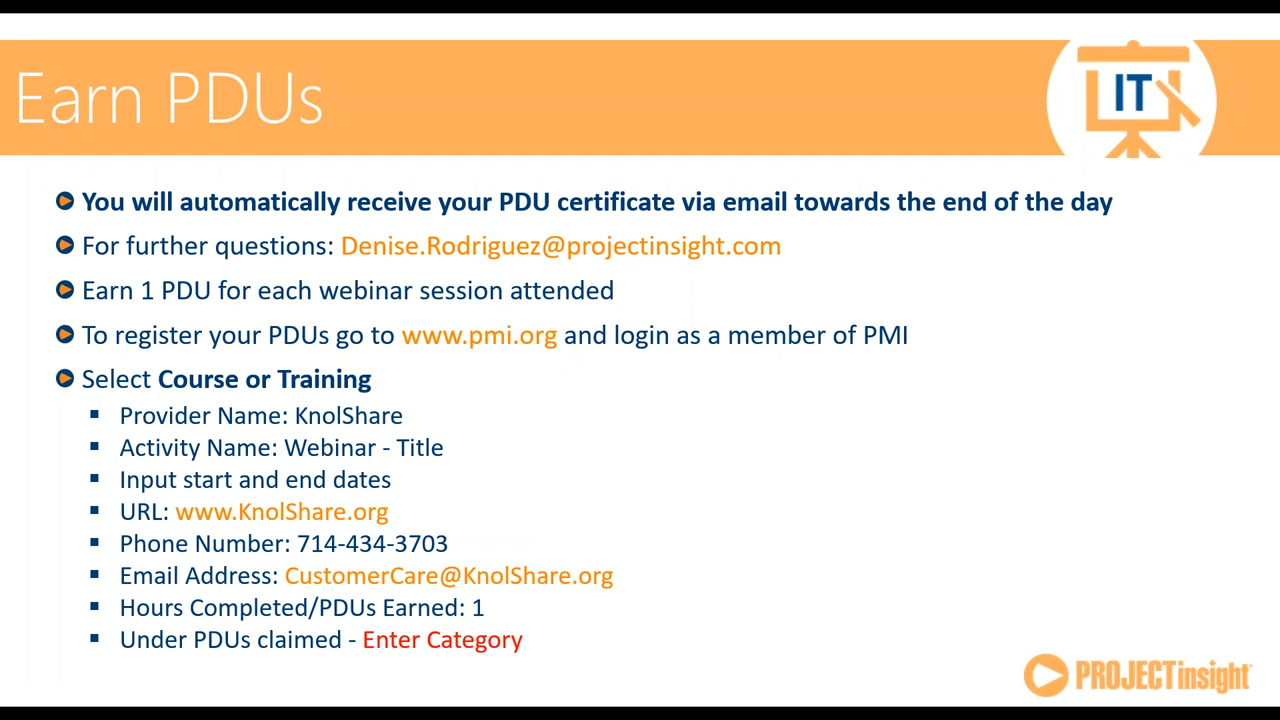 Earn PDUs
IT
You will automatically receive your PDU certificate via email towards the end of the day
For further questions: Denise.Rodriguez@projectinsight.com
Earn 1 PDU for each webinar session attended
To register your PDUs go to www.pmi.org and login as a member of PMI
Select Course or Training
Provider Name: KnolShare
Activity Name: Webinar - Title
Input start and end dates
URL: www.KnolShare.org
Phone Number: 714-434-3703
Email Address: CustomerCare@KnolShare.org
Hours Completed/PDUs Earned: 1
Under PDUs claimed - Enter Category
PROJECTinsight